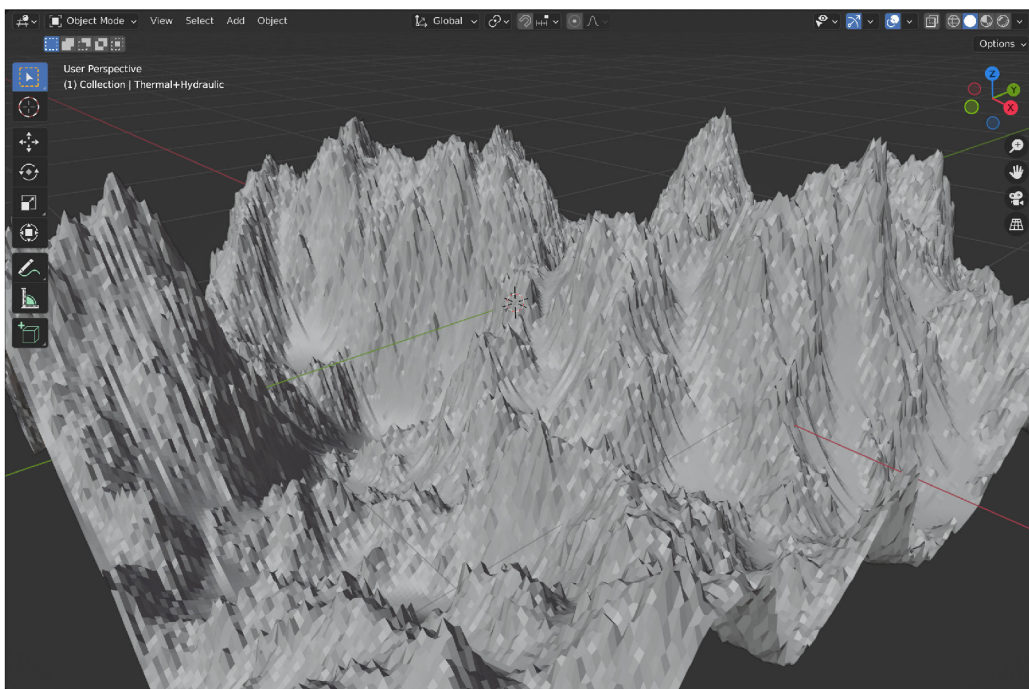 Object Mode View Select Add Object Global
Options
User Perspective
(1) Collection | Thermal+Hydraulic
Z
Y
X